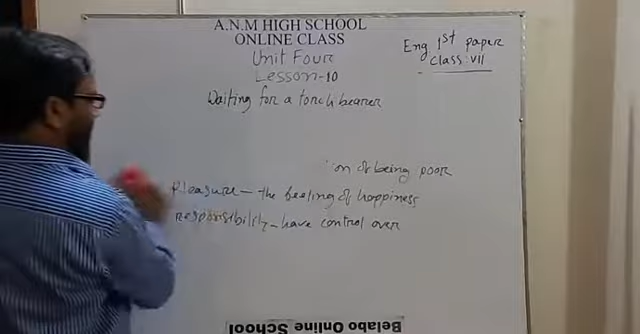 A.N.M HIGH SCHOOL
ONLINE CLASS
Unit Four
Lesson-10
Waiting for a torch bearer
Eng 1st paper
Class: VII
on of being poor
Pleasure - the feeling of happiness
responsibility - have control over
Belabo Online School